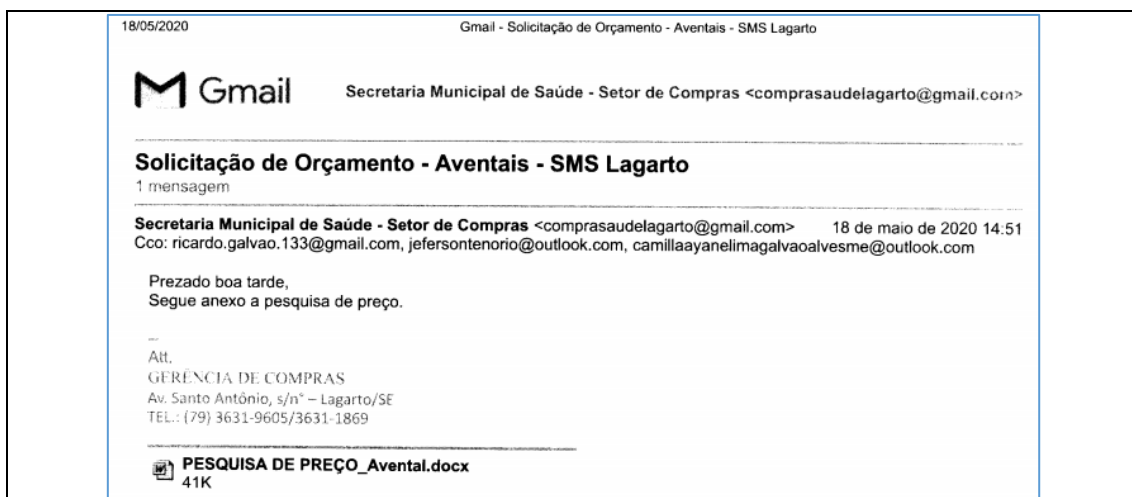 18/05/2020 Gmail - Solicitação de Orçamento - Aventais - SMS Lagarto
Gmail Secretaria Municipal de Saúde - Setor de Compras <comprasaudelagarto@gmail.com>
Solicitação de Orçamento - Aventais - SMS Lagarto
1 mensagem
Secretaria Municipal de Saúde - Setor de Compras <comprasaudelagarto@gmail.com> 18 de maio de 2020 14:51
Cco: ricardo.galvao.133@gmail.com, jefersontenorio@outlook.com, camillaayanelimagalvaoalvesme@outlook.com
Prezado boa tarde,
Segue anexo a pesquisa de preço.
--
Att,
GERÊNCIA DE COMPRAS
Av. Santo Antônio, s/n° – Lagarto/SE
TEL.: (79) 3631-9605/3631-1869
PESQUISA DE PREÇO_Avental.docx
41K